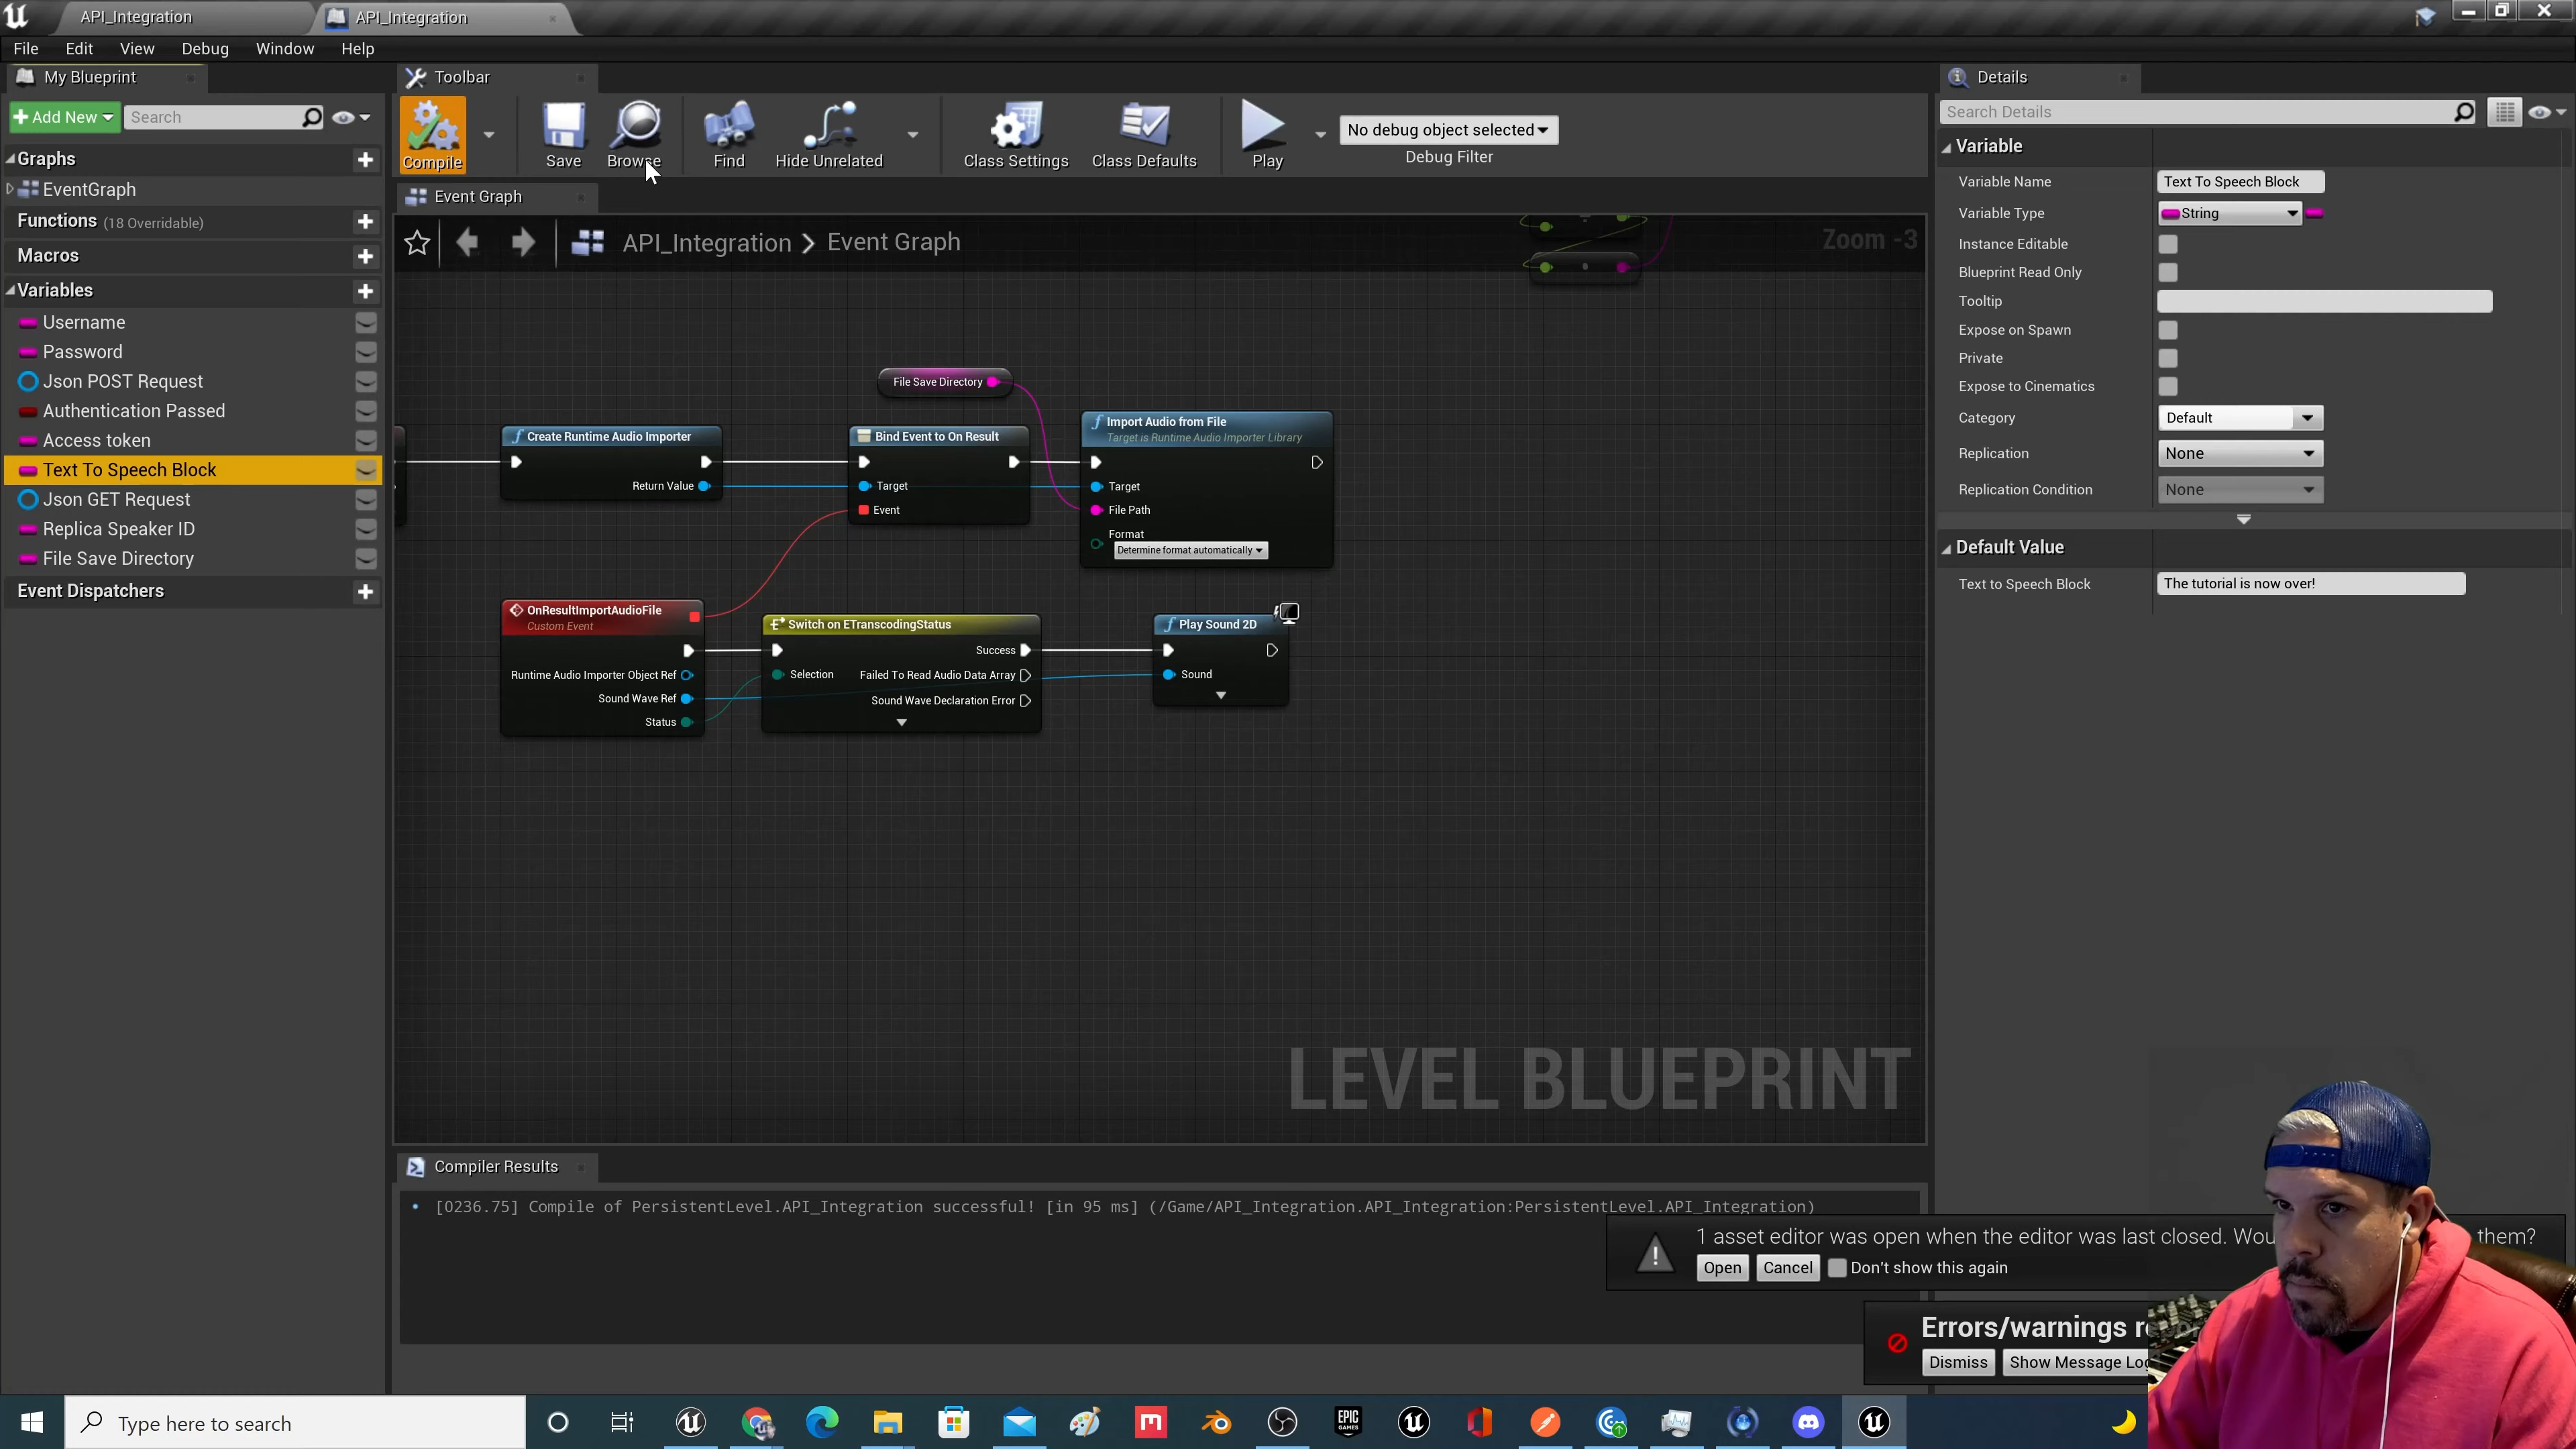 API_Integration
API_Integration
File Edit View Debug Window Help
My Blueprint
Add New
Search
Graphs
EventGraph
Functions (18 Overridable)
Macros
Variables
Username
Password
Json POST Request
Authentication Passed
Access token
Text To Speech Block
Json GET Request
Replica Speaker ID
File Save Directory
Event Dispatchers
Toolbar
Compile
Save
Browse
Find
Hide Unrelated
Class Settings
Class Defaults
Play
No debug object selected
Debug Filter
Event Graph
API_Integration > Event Graph
Zoom -3
File Save Directory
Create Runtime Audio Importer
Return Value
Bind Event to On Result
Target
Event
Import Audio from File
Target is Runtime Audio Importer Library
Target
File Path
Format
Determine format automatically
OnResultImportAudioFile
Custom Event
Runtime Audio Importer Object Ref
Sound Wave Ref
Status
Switch on ETranscodingStatus
Success
Selection
Failed To Read Audio Data Array
Sound Wave Declaration Error
Play Sound 2D
Sound
LEVEL BLUEPRINT
Compiler Results
[0236.75] Compile of PersistentLevel.API_Integration successful! [in 95 ms] (/Game/API_Integration.API_Integration:PersistentLevel.API_Integration)
Details
Search Details
Variable
Variable Name Text To Speech Block
Variable Type String
Instance Editable
Blueprint Read Only
Tooltip
Expose on Spawn
Private
Expose to Cinematics
Category Default
Replication None
Replication Condition None
Default Value
Text to Speech Block The tutorial is now over!
1 asset editor was open when the editor was last closed. them?
Open Cancel Don't show this again
Errors/warnings
Dismiss Show Message
Type here to search
EPIC
GAMES